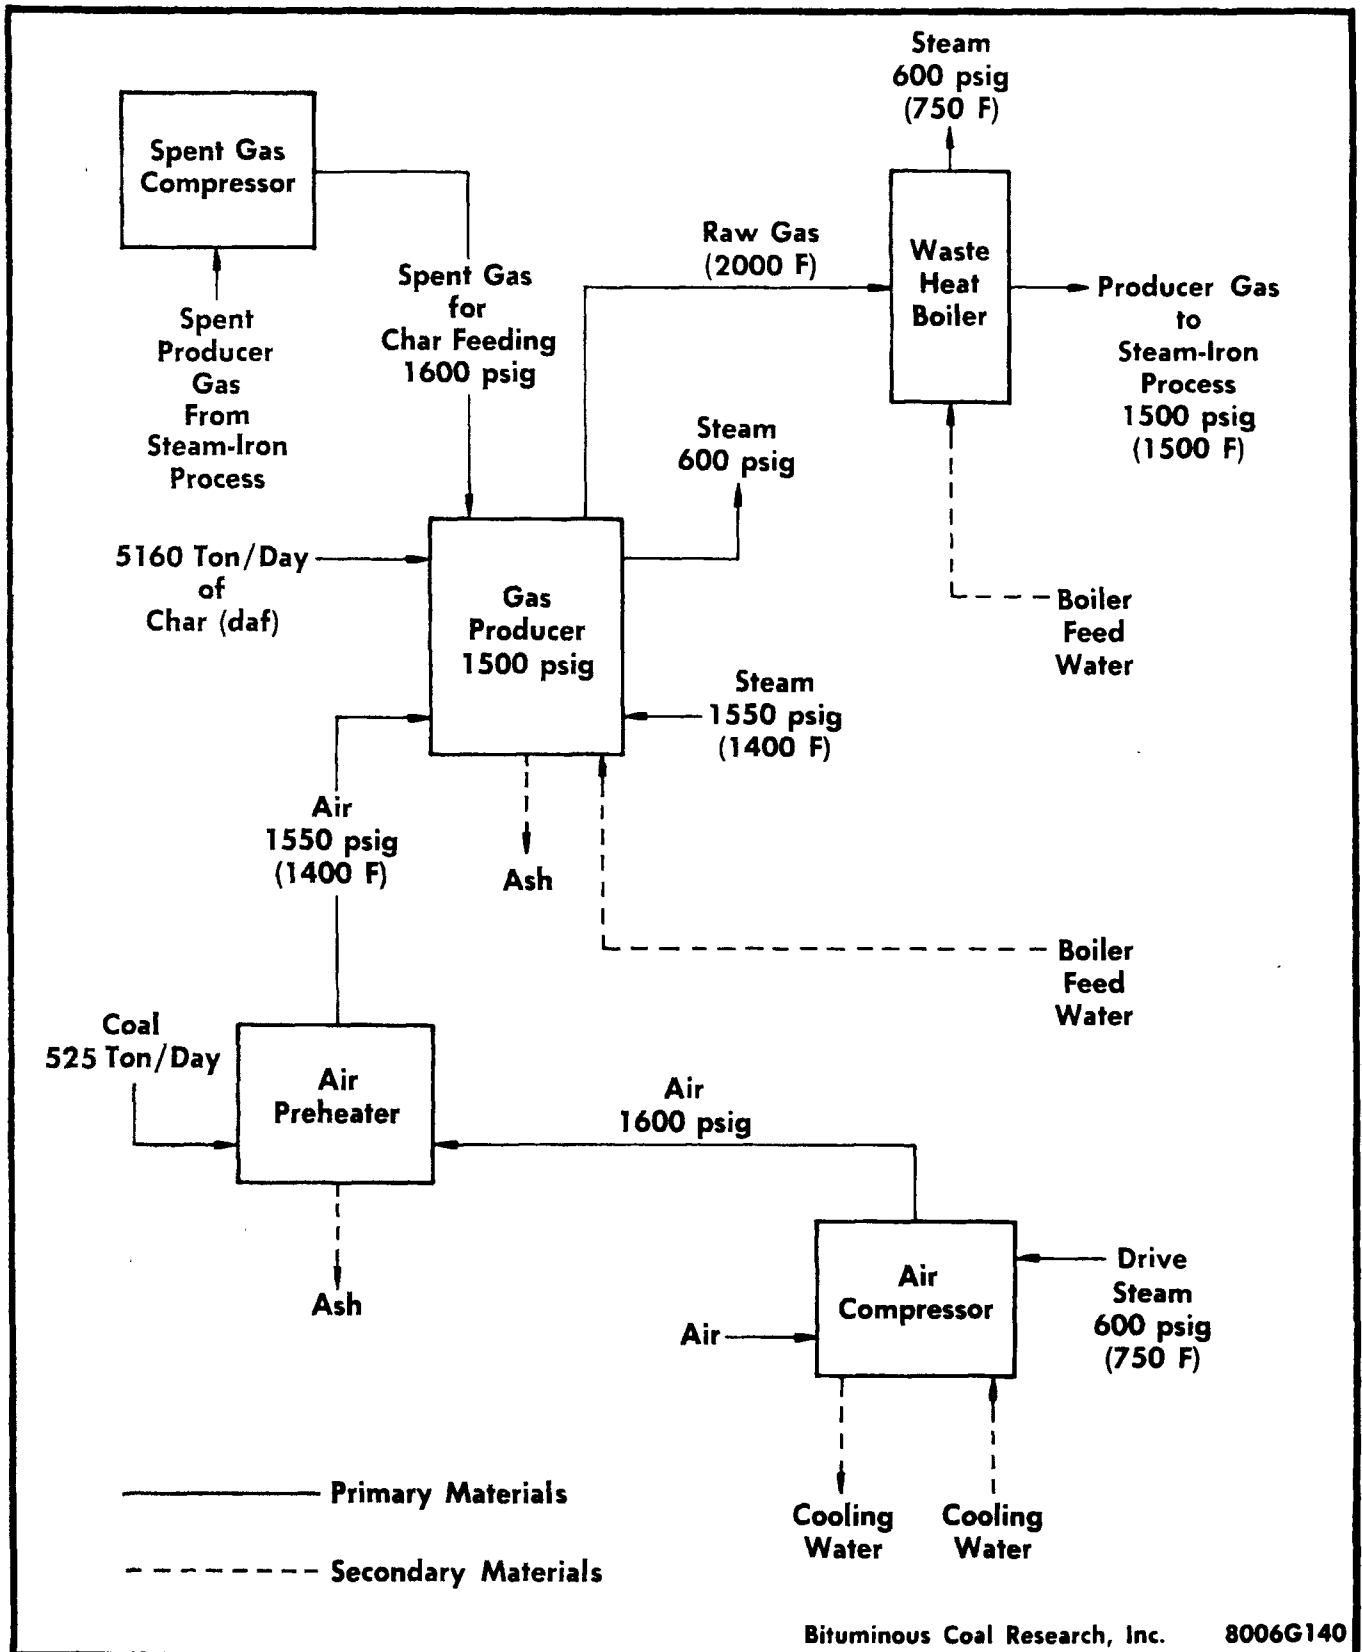 Steam
600 psig
(750 F)
Spent Gas
Compressor
Raw Gas
(2000 F)
Waste
Heat
Boiler
Spent Gas
for
Char Feeding
1600 psig
Producer Gas
to
Steam-Iron
Process
1500 psig
(1500 F)
Spent
Producer
Gas
From
Steam-Iron
Process
Steam
600 psig
5160 Ton/Day
of
Char (daf)
Gas
Producer
1500 psig
Boiler
Feed
Water
Steam
1550 psig
(1400 F)
Air
1550 psig
(1400 F)
Ash
Boiler
Feed
Water
Coal
525 Ton/Day
Air
Preheater
Air
1600 psig
Ash
Air
Compressor
Drive
Steam
600 psig
(750 F)
Air
Cooling
Water
Cooling
Water
Primary Materials
Secondary Materials
Bituminous Coal Research, Inc. 8006G140